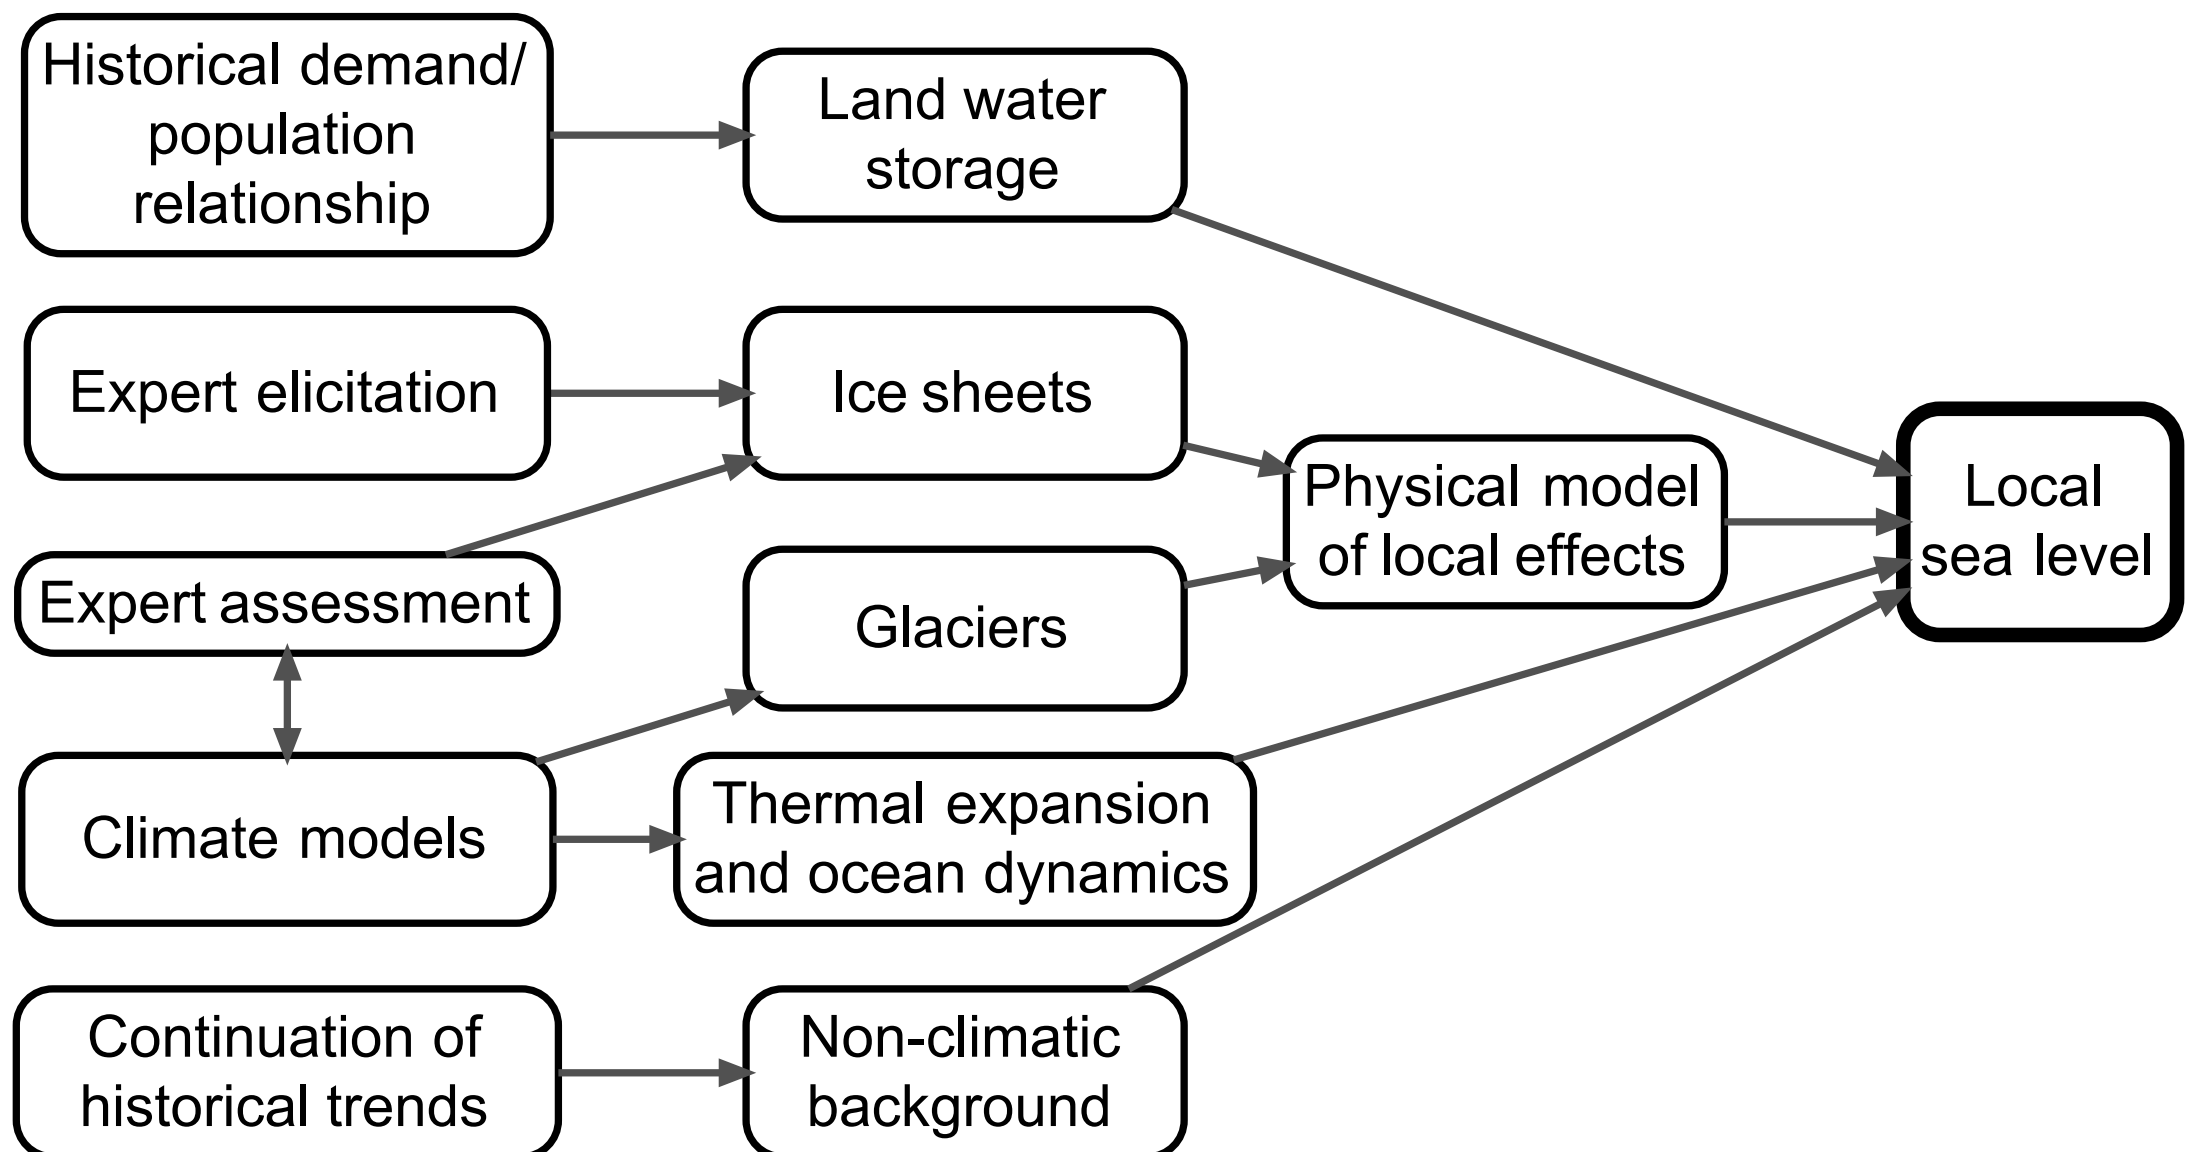 Historical demand/
population
relationship
Land water
storage
Expert elicitation
Ice sheets
Physical model
of local effects
Local
sea level
Expert assessment
Glaciers
Climate models
Thermal expansion
and ocean dynamics
Continuation of
historical trends
Non-climatic
background